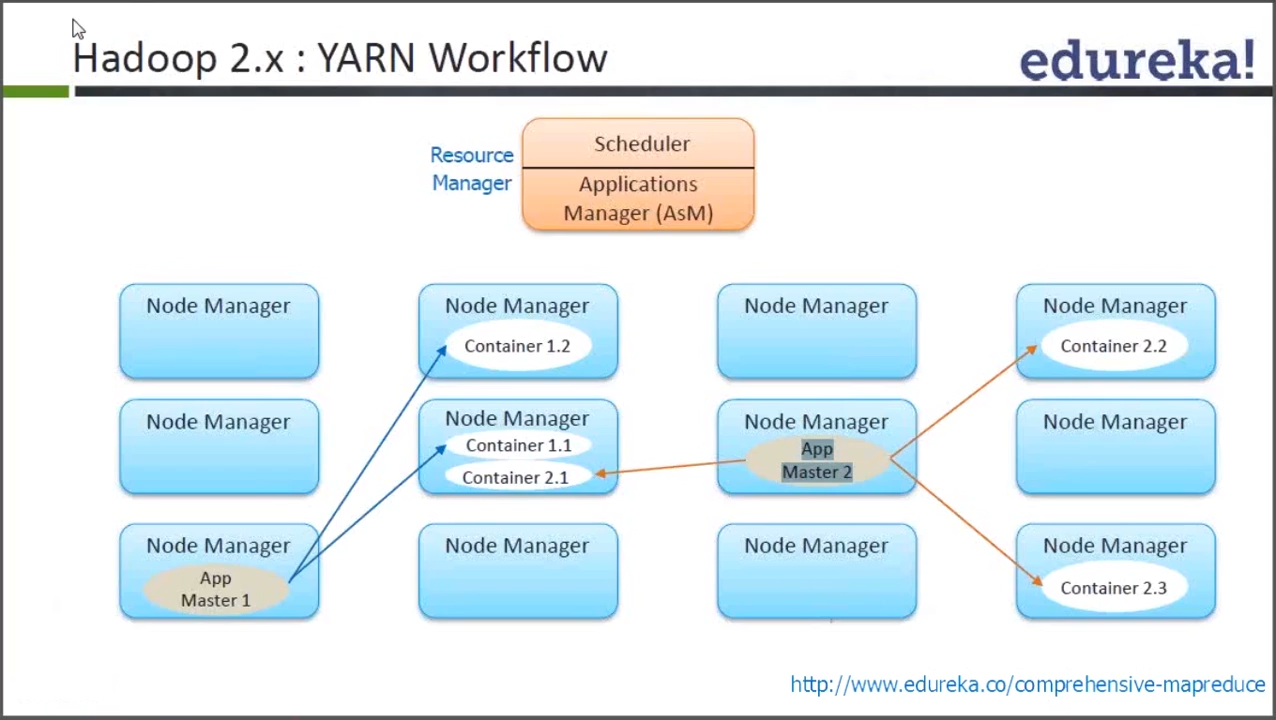 Hadoop 2.x : YARN Workflow
edureka!
Resource
Manager
Scheduler
Applications
Manager (AsM)
Node Manager
Node Manager
Container 1.2
Node Manager
Node Manager
Container 2.2
Node Manager
Node Manager
Container 1.1
Container 2.1
Node Manager
App
Master 2
Node Manager
Node Manager
App
Master 1
Node Manager
Node Manager
Node Manager
Container 2.3
http://www.edureka.co/comprehensive-mapreduce